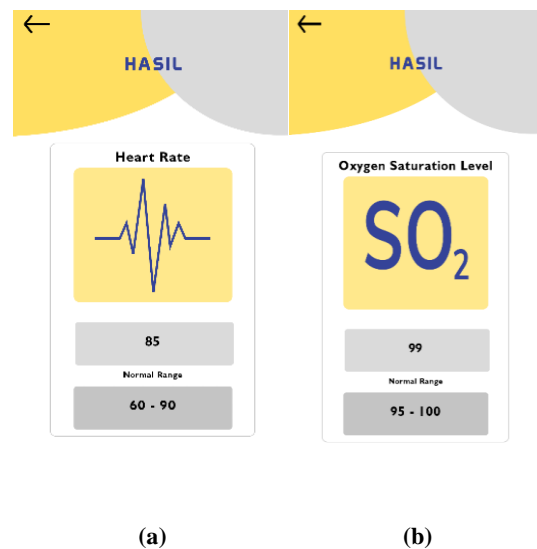 HASIL
Heart Rate
85
Normal Range
60 - 90
(a)
HASIL
Oxygen Saturation Level
SO2
99
Normal Range
95 - 100
(b)